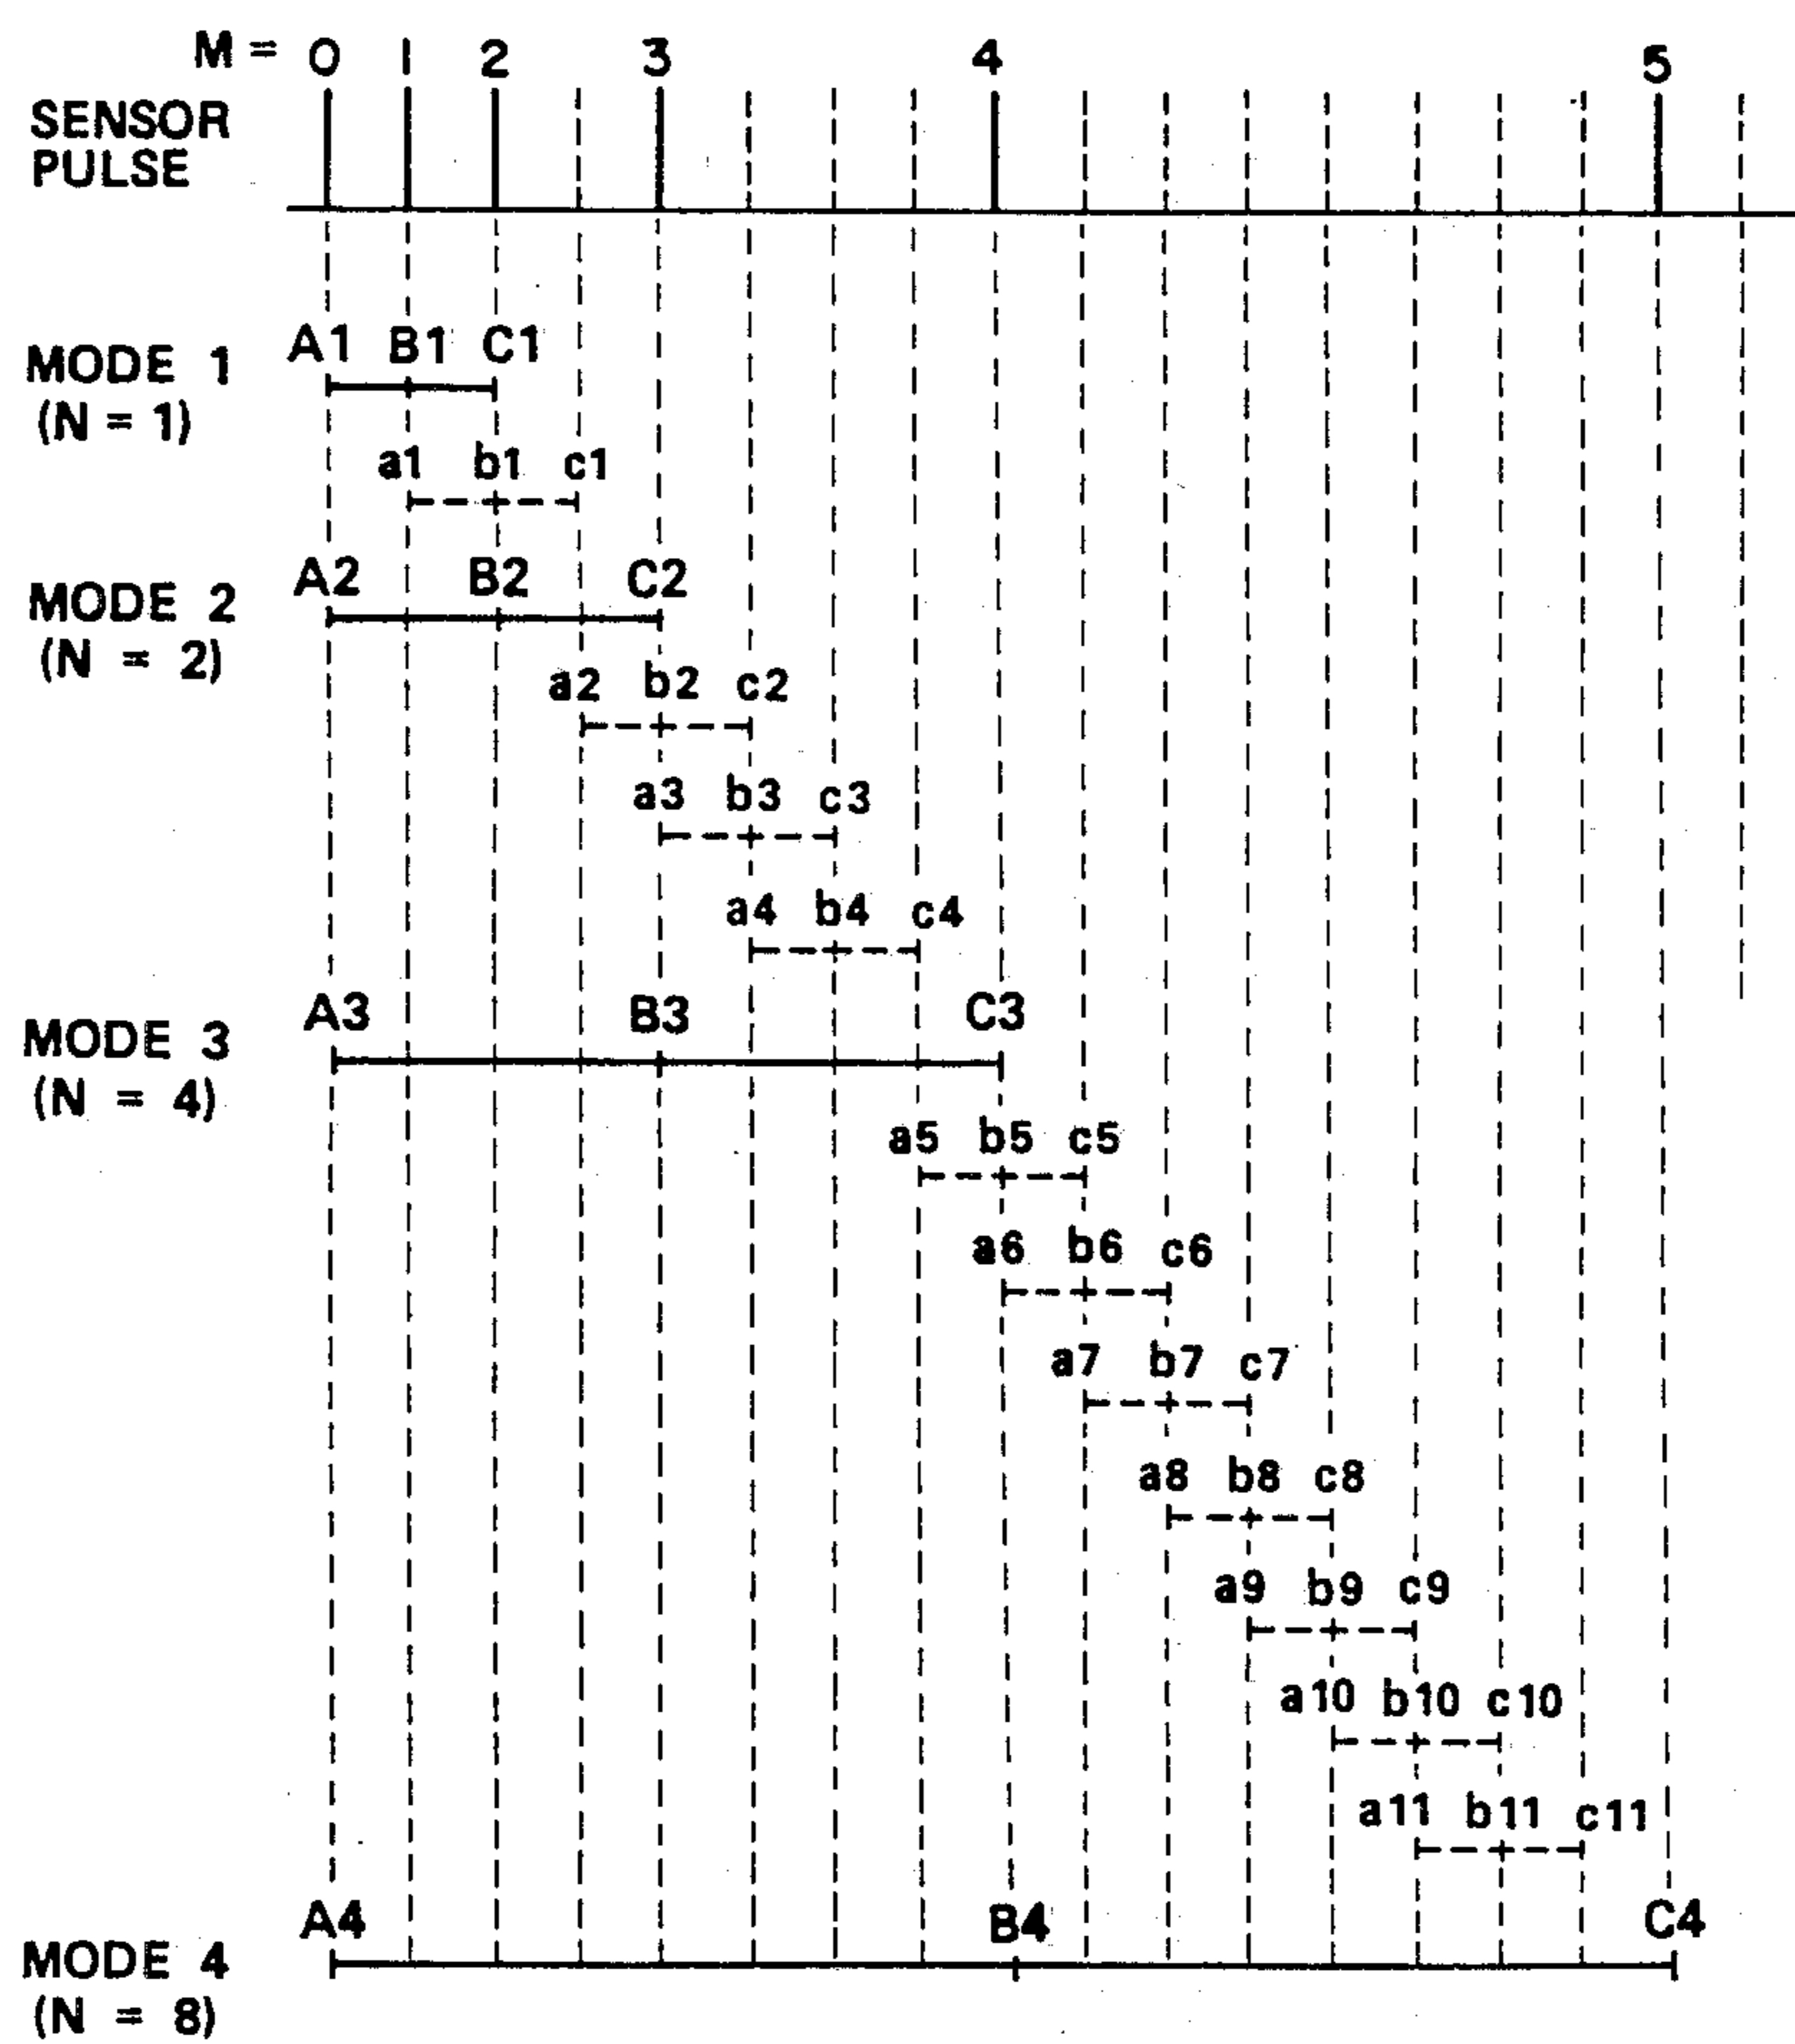 M = 0 1 2 3 4 5
SENSOR
PULSE
A1 B1 C1
MODE 1
(N = 1)
a1 b1 c1
A2 B2 C2
MODE 2
(N = 2)
a2 b2 c2
a3 b3 c3
a4 b4 c4
A3 B3 C3
MODE 3
(N = 4)
a5 b5 c5
a6 b6 c6
a7 b7 c7
a8 b8 c8
a9 b9 c9
a10 b10 c10
a11 b11 c11
A4 B4 C4
MODE 4
(N = 8)